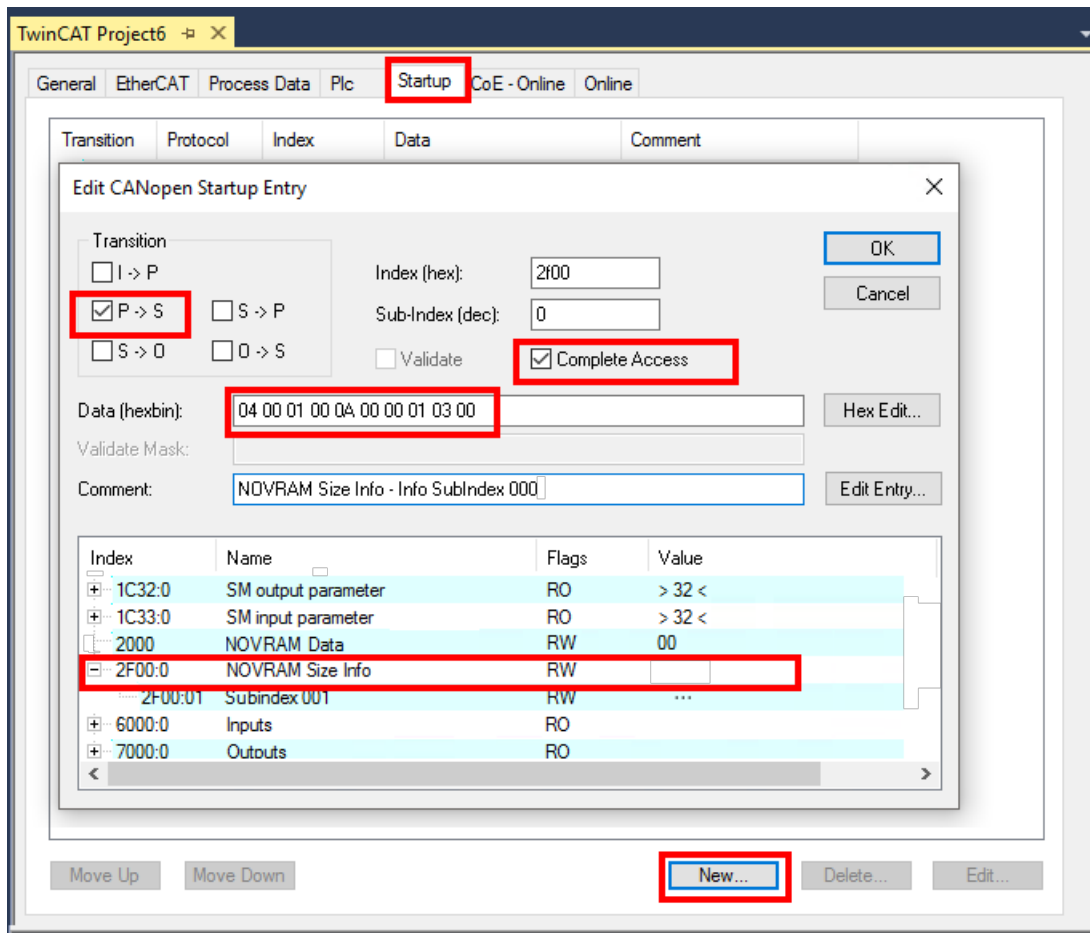 TwinCAT Project6
General EtherCAT Process Data Plc Startup CoE - Online Online
Transition Protocol Index Data Comment
Edit CANopen Startup Entry
Transition
I -> P
P -> S S -> P
S -> O O -> S
Index (hex): 2f00
Sub-Index (dec): 0
Validate Complete Access
OK
Cancel
Data (hexbin): 04 00 01 00 0A 00 00 01 03 00 Hex Edit...
Validate Mask:
Comment: NOVRAM Size Info - Info SubIndex 000 Edit Entry...
Index Name Flags Value
1C32:0 SM output parameter RO > 32 <
1C33:0 SM input parameter RO > 32 <
2000 NOVRAM Data RW 00
2F00:0 NOVRAM Size Info RW
2F00:01 Subindex 001 RW ...
6000:0 Inputs RO
7000:0 Outputs RO
Move Up Move Down New... Delete... Edit...